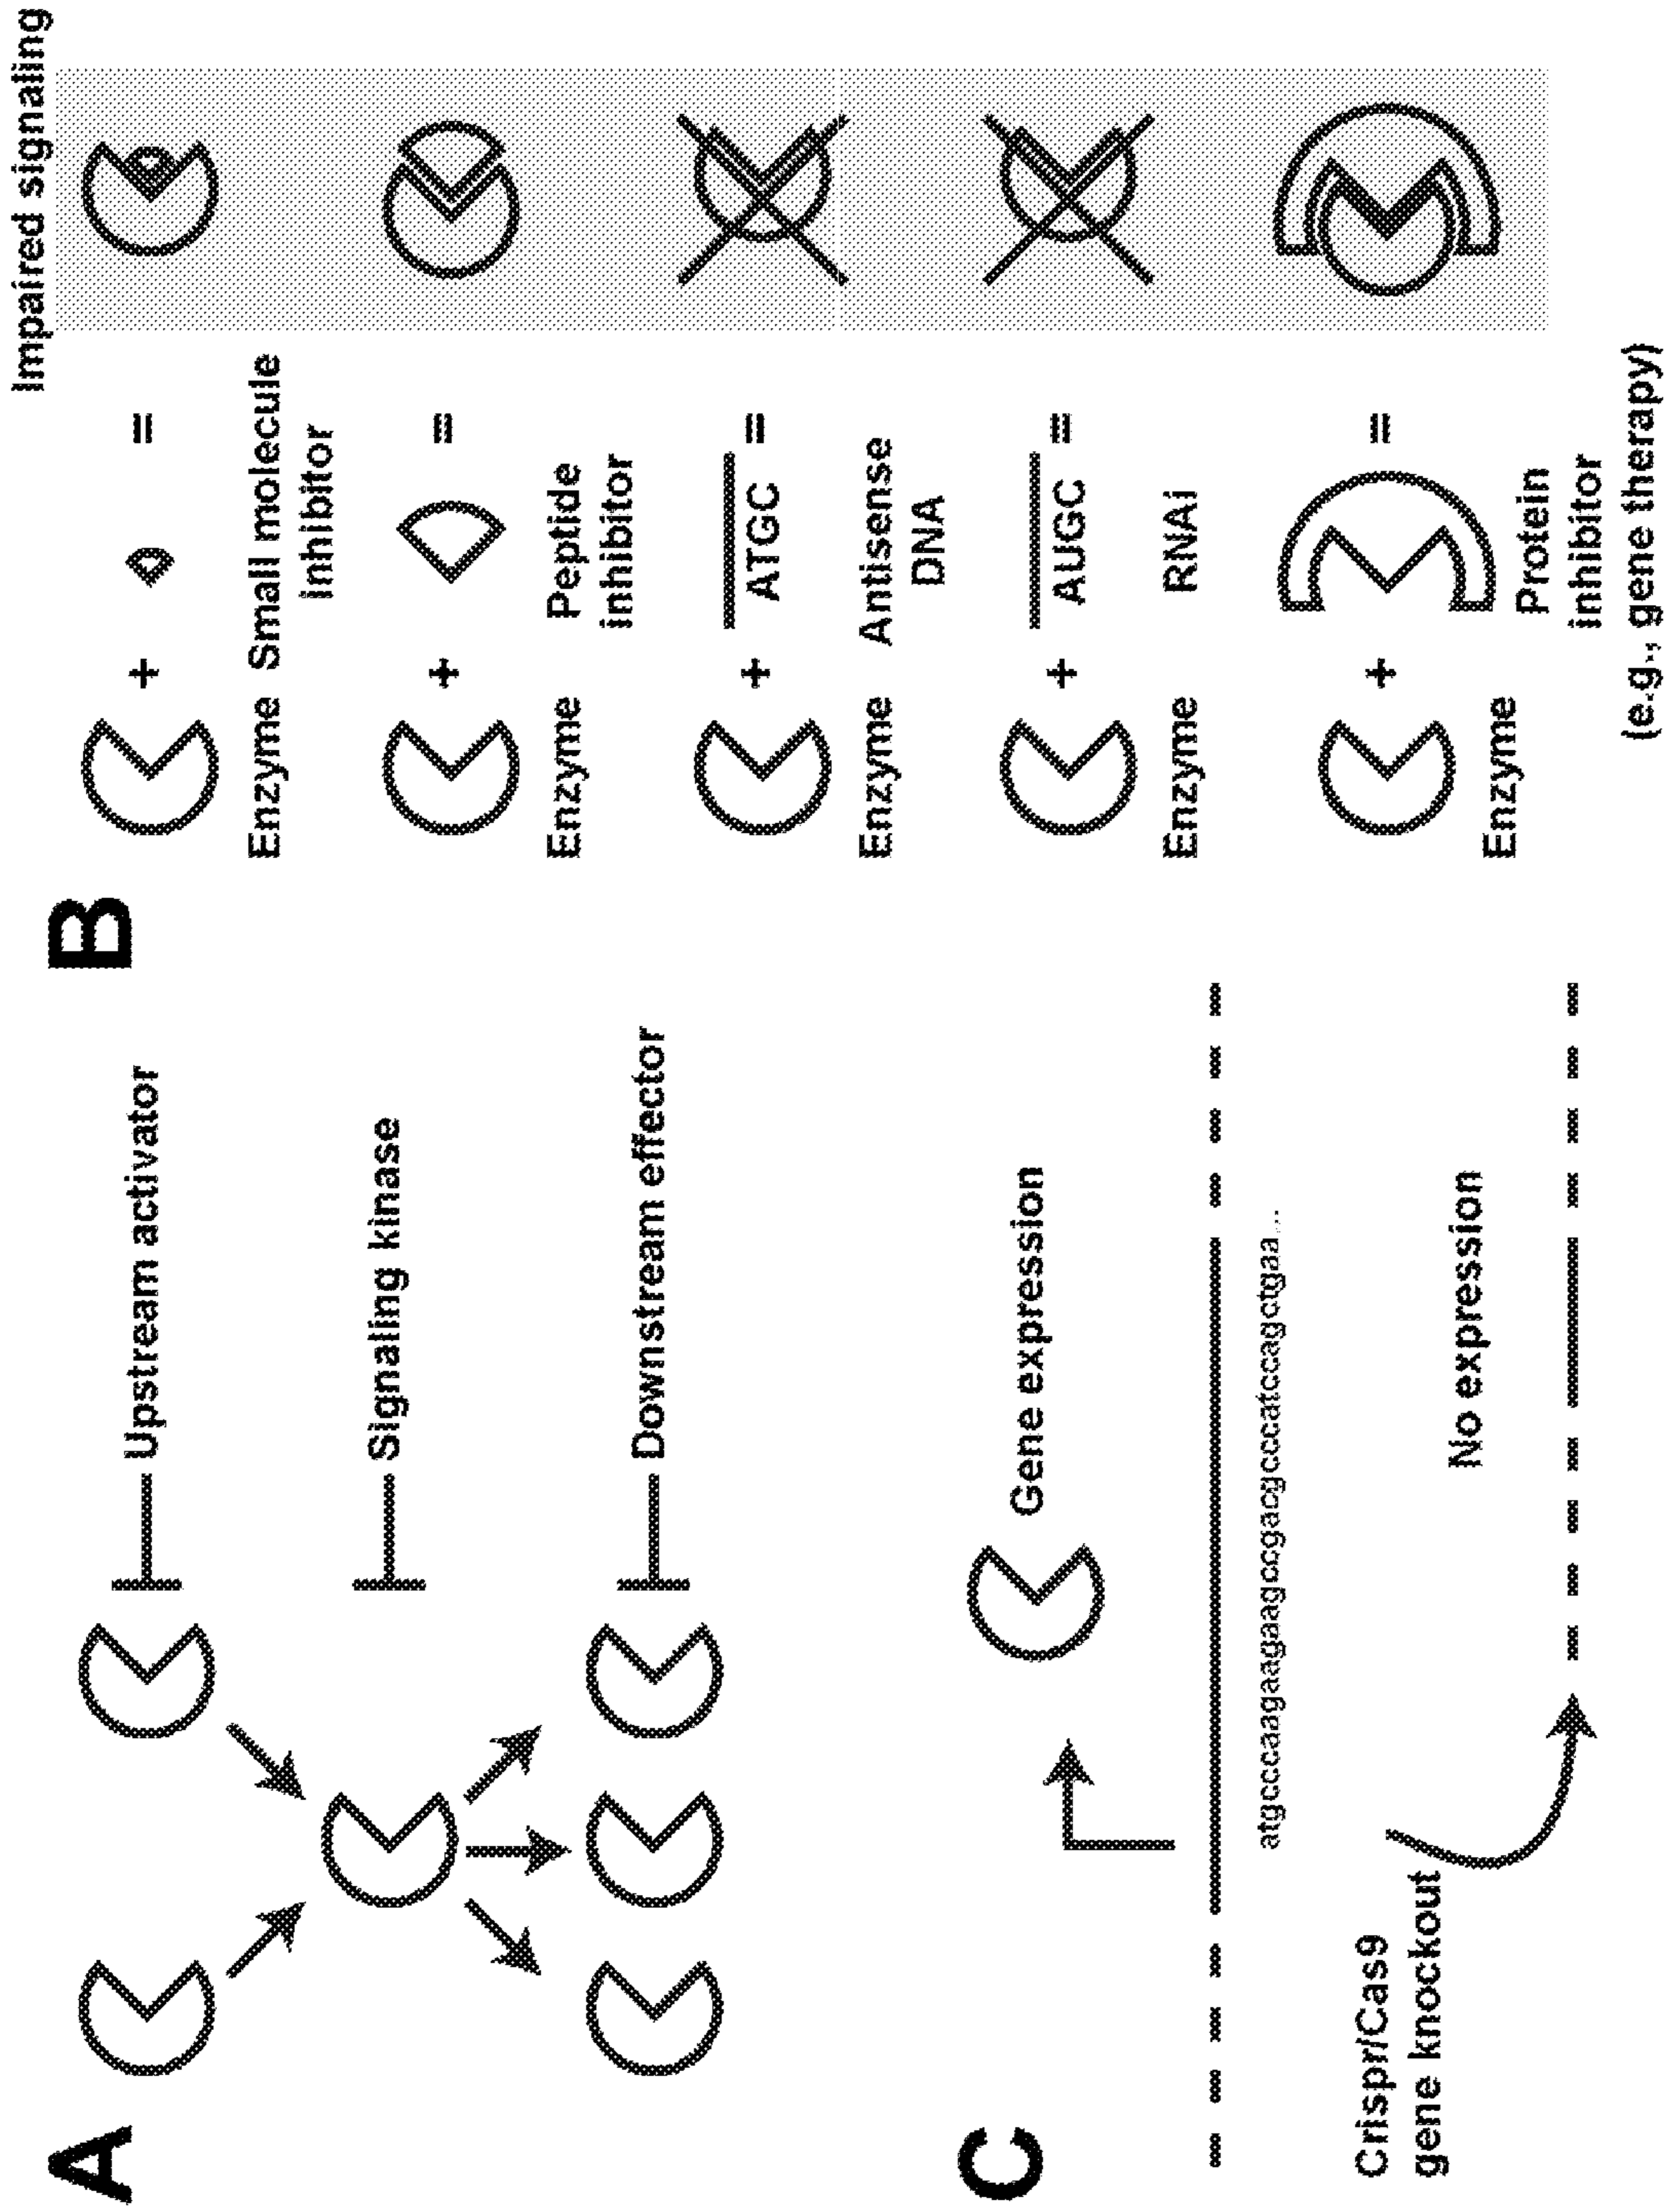 A
Upstream activator
Signaling kinase
Downstream effector
B
Impaired signaling
+ =
Enzyme Small molecule
inhibitor
+ =
Enzyme Peptide
inhibitor
+ ATGC =
Enzyme Antisense
DNA
+ AUGC =
Enzyme RNAi
+ =
Enzyme Protein
inhibitor
(e.g., gene therapy)
C
Gene expression
atgcccaagaagaagccgacgcccatccagctgaa...
Crispr/Cas9
gene knockout
No expression